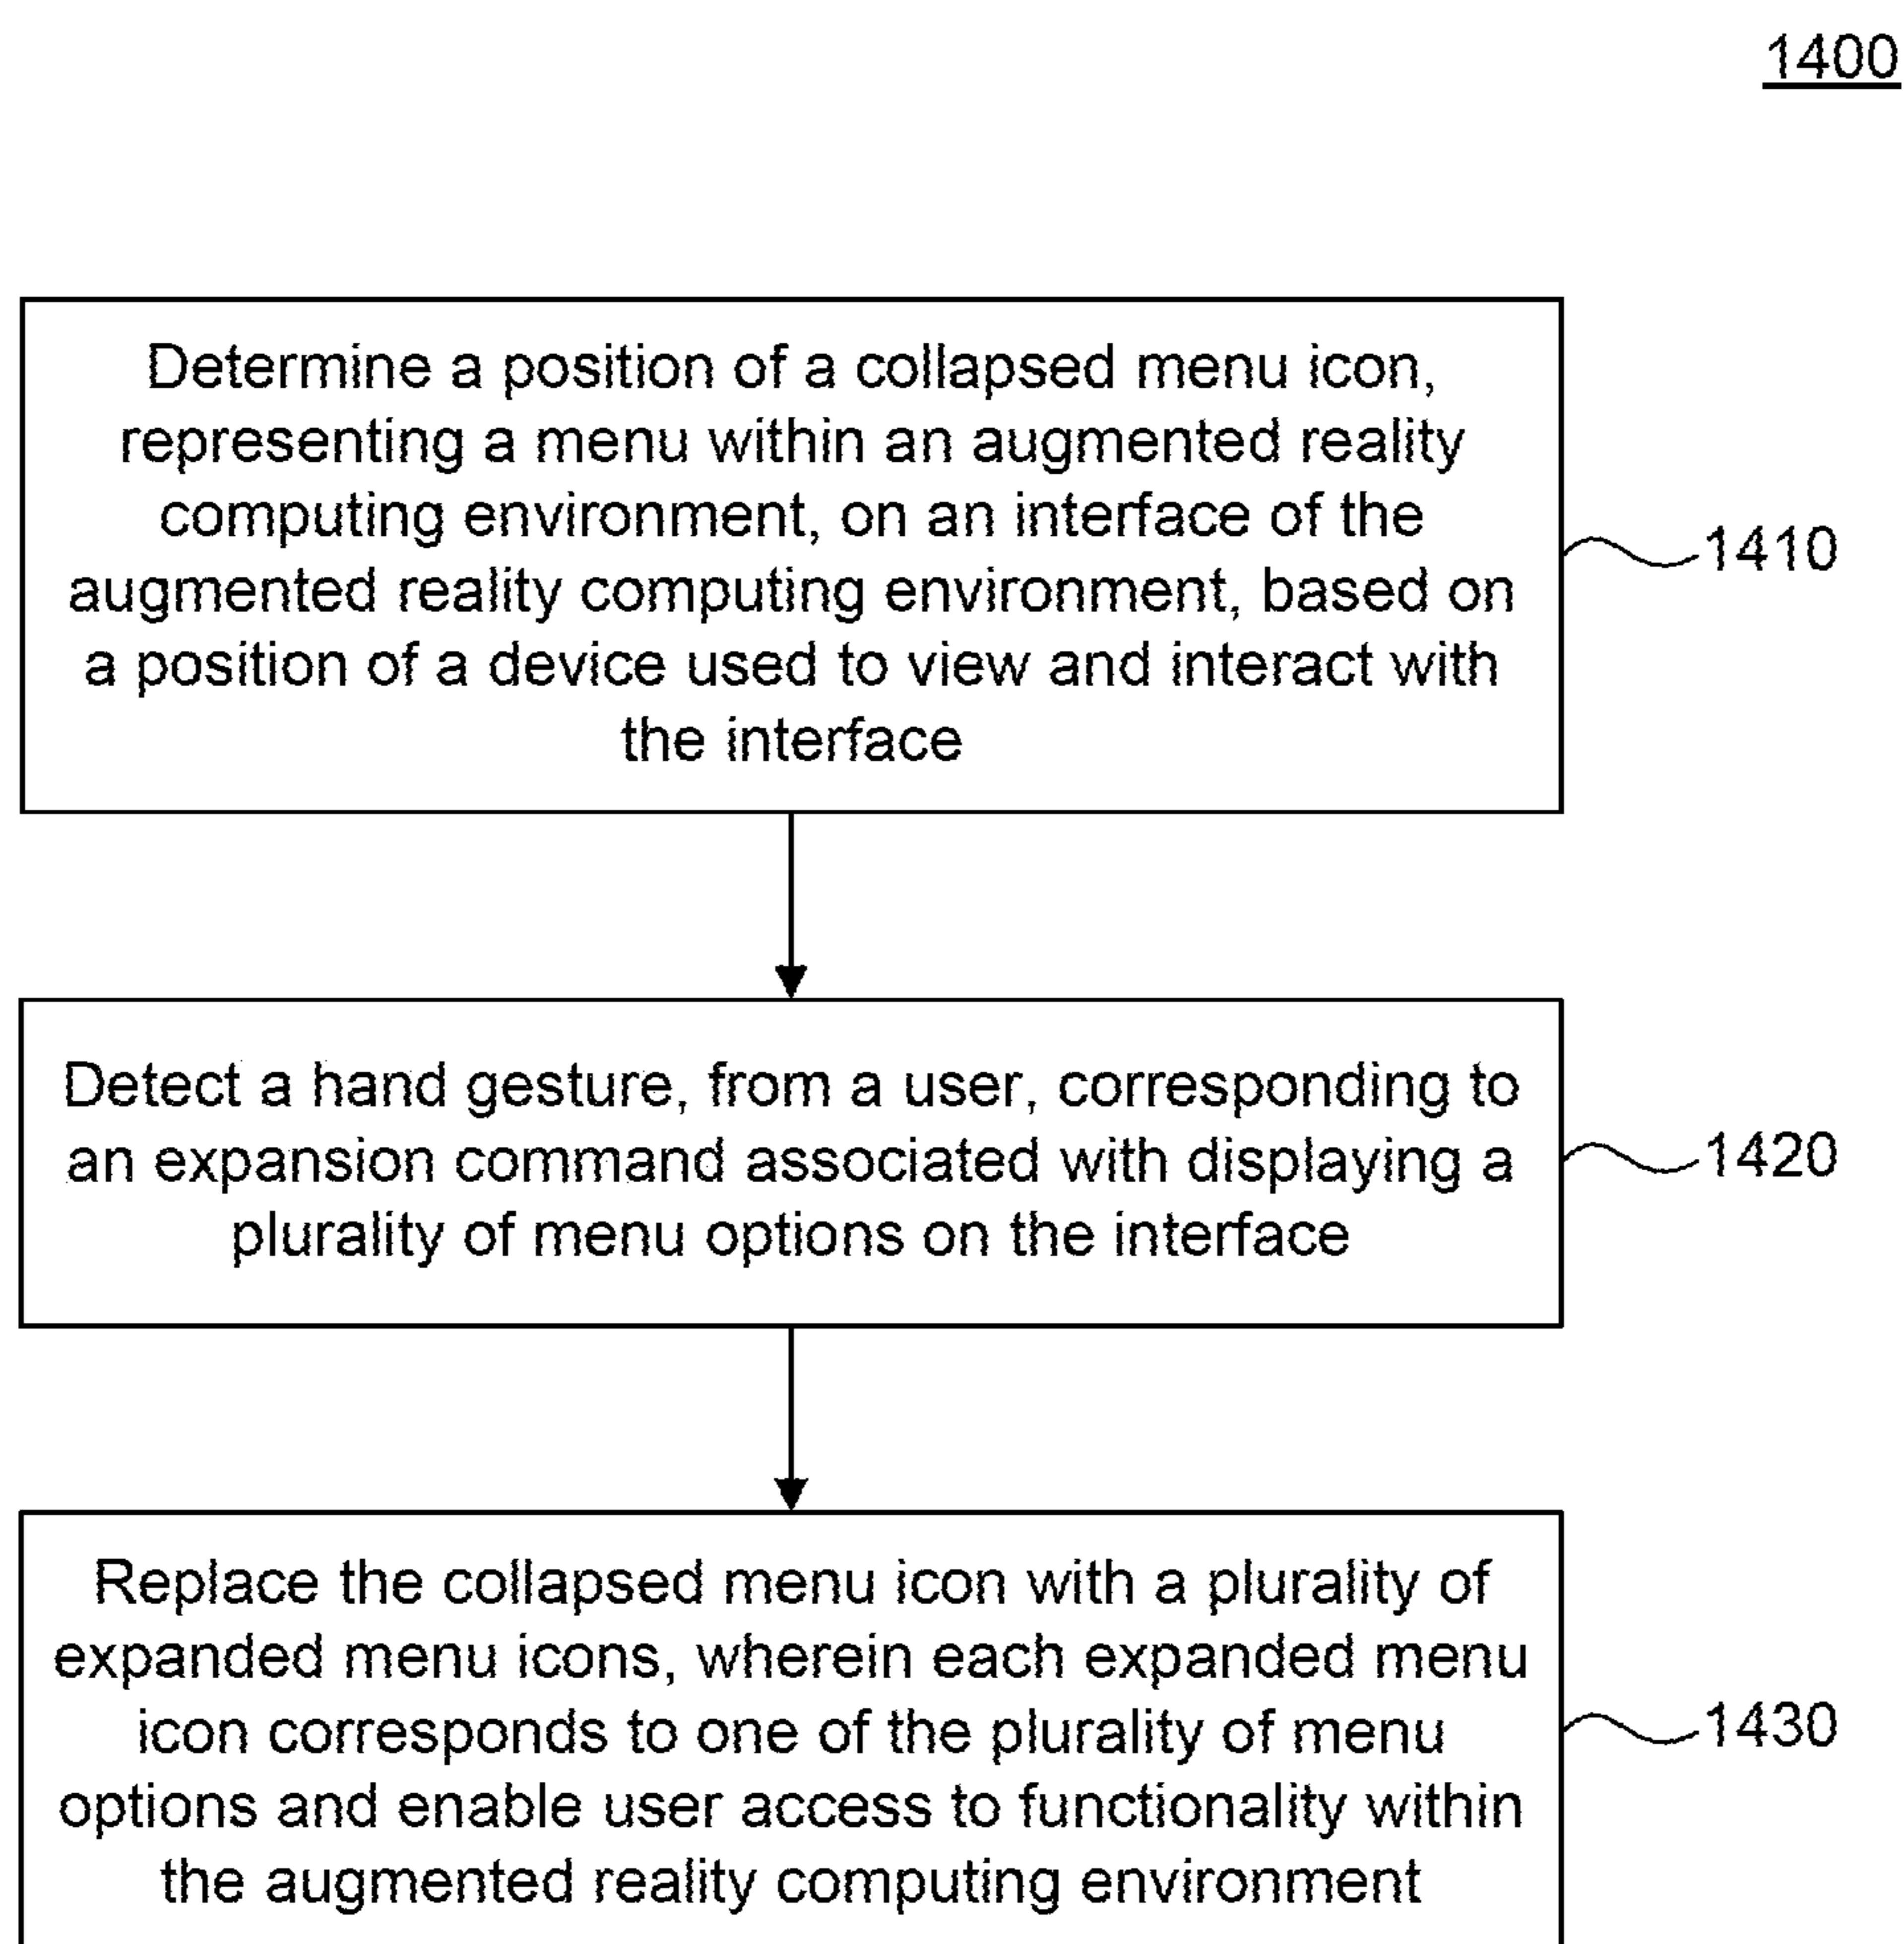 1400
Determine a position of a collapsed menu icon,
representing a menu within an augmented reality
computing environment, on an interface of the
augmented reality computing environment, based on
a position of a device used to view and interact with
the interface
1410
Detect a hand gesture, from a user, corresponding to
an expansion command associated with displaying a
plurality of menu options on the interface
1420
Replace the collapsed menu icon with a plurality of
expanded menu icons, wherein each expanded menu
icon corresponds to one of the plurality of menu
options and enable user access to functionality within
the augmented reality computing environment
1430